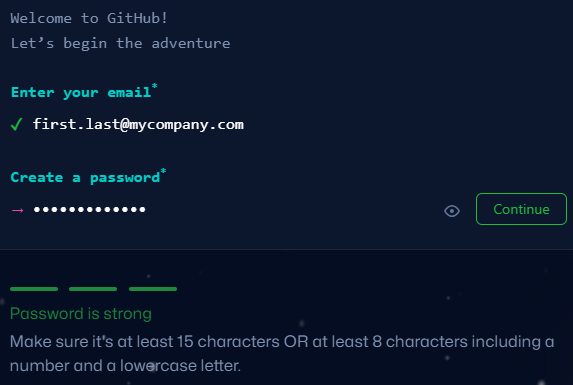 Welcome to GitHub!
Let’s begin the adventure
Enter your email*
✓ first.last@mycompany.com
Create a password*
→ •••••••••••••
Continue
Password is strong
Make sure it's at least 15 characters OR at least 8 characters including a
number and a lowercase letter.